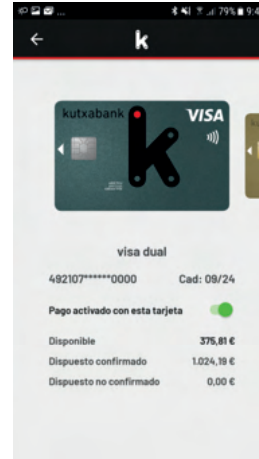 79% 9:4
k
kutxabank
VISA
k
visa dual
492107******0000 Cad: 09/24
Pago activado con esta tarjeta
Disponible 375,81 €
Dispuesto confirmado 1.024,19 €
Dispuesto no confirmado 0,00 €